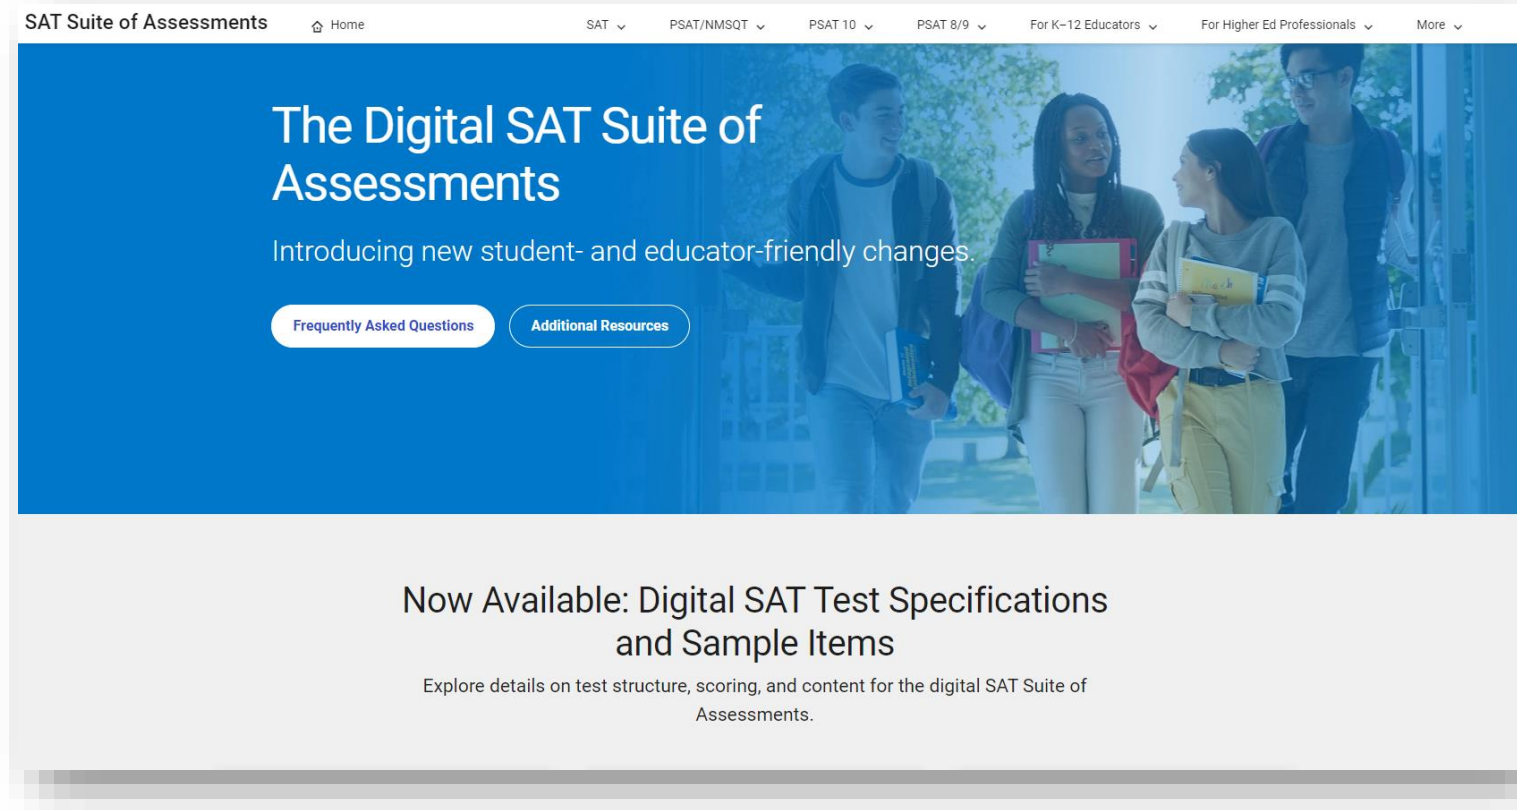 SAT Suite of Assessments Home SAT PSAT/NMSQT PSAT 10 PSAT 8/9 For K–12 Educators For Higher Ed Professionals More
The Digital SAT Suite of
Assessments
Introducing new student- and educator-friendly changes.
Frequently Asked Questions Additional Resources
Now Available: Digital SAT Test Specifications
and Sample Items
Explore details on test structure, scoring, and content for the digital SAT Suite of
Assessments.